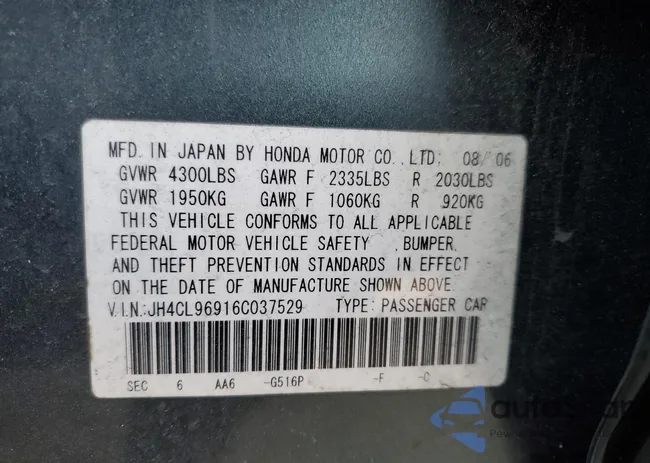 MFD. IN JAPAN BY HONDA MOTOR CO., LTD. 08/06
GVWR 4300LBS GAWR F 2335LBS R 2030LBS
GVWR 1950KG GAWR F 1060KG R 920KG
THIS VEHICLE CONFORMS TO ALL APPLICABLE
FEDERAL MOTOR VEHICLE SAFETY , BUMPER,
AND THEFT PREVENTION STANDARDS IN EFFECT
ON THE DATE OF MANUFACTURE SHOWN ABOVE.
V.I.N.:JH4CL96916C037529 TYPE: PASSENGER CAR
SEC 6 AA6 -G516P -F -C